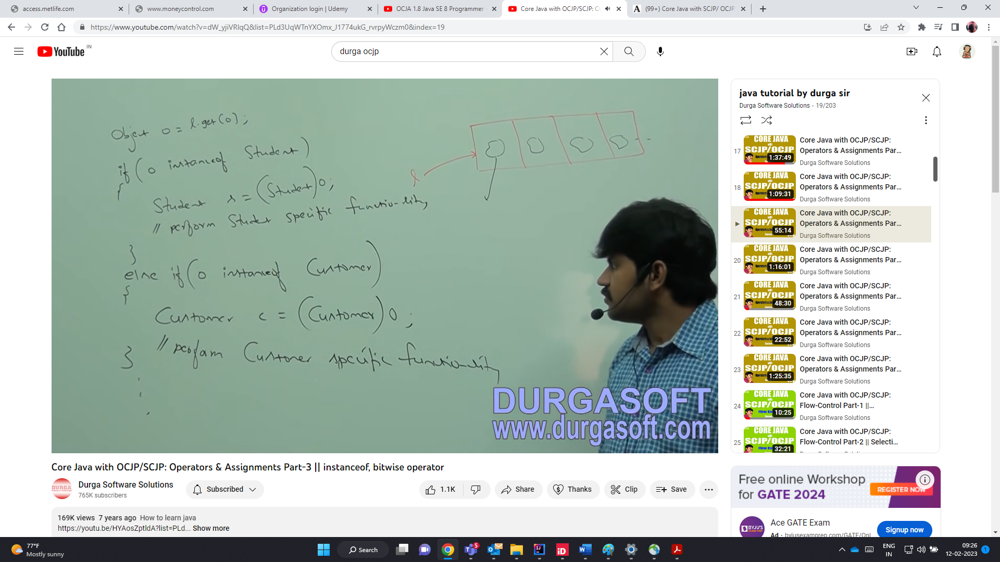 access.metlife.com
www.moneycontrol.com
Organization login | Udemy
OCJA 1.8 Java SE 8 Programmer
Core Java with OCJP/SCJP: O
(99+) Core Java with SCJP/ OCJP
https://www.youtube.com/watch?v=dW_yjiVRlqQ&list=PLd3UqWTnYXOmx_J1774ukG_rvrpyWczm0&index=19
YouTube IN
durga ocjp
Object o = l.get(0);
if (o instanceof Student)
{
Student s = (Student)o;
// perform Student specific functionality
}
else if (o instanceof Customer)
{
Customer c = (Customer)o;
// perform Customer specific functionality
}
l
DURGASOFT
www.durgasoft.com
java tutorial by durga sir
Durga Software Solutions - 19/203
17
CORE JAVA
with
SCJP/OCJP
1:37:49
Core Java with OCJP/SCJP:
Operators & Assignments Par...
Durga Software Solutions
18
CORE JAVA
with
SCJP/OCJP
1:09:31
Core Java with OCJP/SCJP:
Operators & Assignments Par...
Durga Software Solutions
CORE JAVA
with
SCJP/OCJP
55:14
Core Java with OCJP/SCJP:
Operators & Assignments Par...
Durga Software Solutions
20
CORE JAVA
with
SCJP/OCJP
1:16:01
Core Java with OCJP/SCJP:
Operators & Assignments Par...
Durga Software Solutions
21
CORE JAVA
with
SCJP/OCJP
48:30
Core Java with OCJP/SCJP:
Operators & Assignments Par...
Durga Software Solutions
22
CORE JAVA
with
SCJP/OCJP
22:52
Core Java with OCJP/SCJP:
Operators & Assignments Par...
Durga Software Solutions
23
CORE JAVA
with
SCJP/OCJP
1:25:35
Core Java with OCJP/SCJP:
Operators & Assignments Par...
Durga Software Solutions
24
CORE JAVA
with
SCJP/OCJP
10:25
Core Java with OCJP/SCJP:
Flow-Control Part-1 ||...
Durga Software Solutions
25
CORE JAVA
with
SCJP/OCJP
32:21
Core Java with OCJP/SCJP:
Flow-Control Part-2 || Selecti...
Core Java with OCJP/SCJP: Operators & Assignments Part-3 || instanceof, bitwise operator
DURGA
Durga Software Solutions
765K subscribers
Subscribed
1.1K
Share
Thanks
Clip
Save
169K views 7 years ago How to learn java
https://youtu.be/HYAosZptldA?list=PLd... Show more
Free online Workshop
for GATE 2024
REGISTER NOW
BYJU'S
EXAM PREP
Ace GATE Exam
Ad · byjusexamprep.com/GATE/Onl
Signup now
77°F
Mostly sunny
Search
5
ENG
IN
09:26
12-02-2023
1